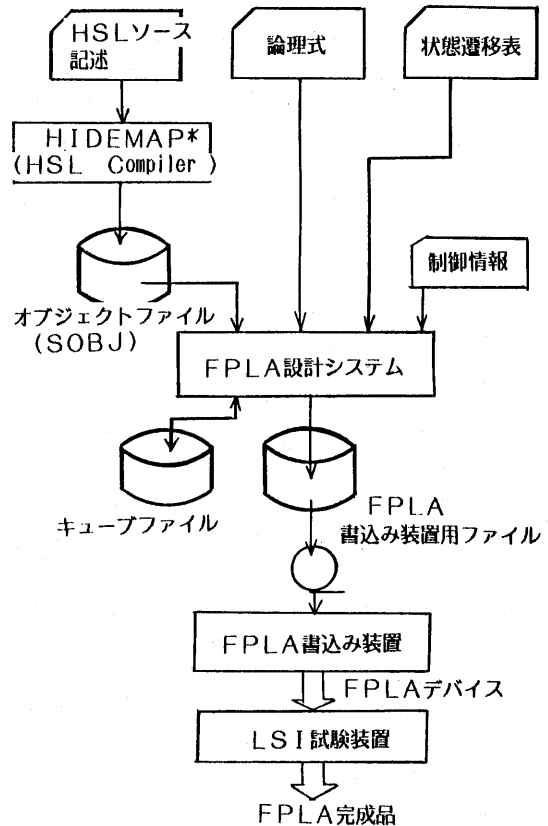 HSLソース
記述
論理式
状態遷移表
HIDEMAP*
(HSL Compiler)
制御情報
オブジェクトファイル
(SOBJ)
FPLA設計システム
キューブファイル
FPLA
書込み装置用ファイル
FPLA書込み装置
FPLAデバイス
LSI試験装置
FPLA完成品